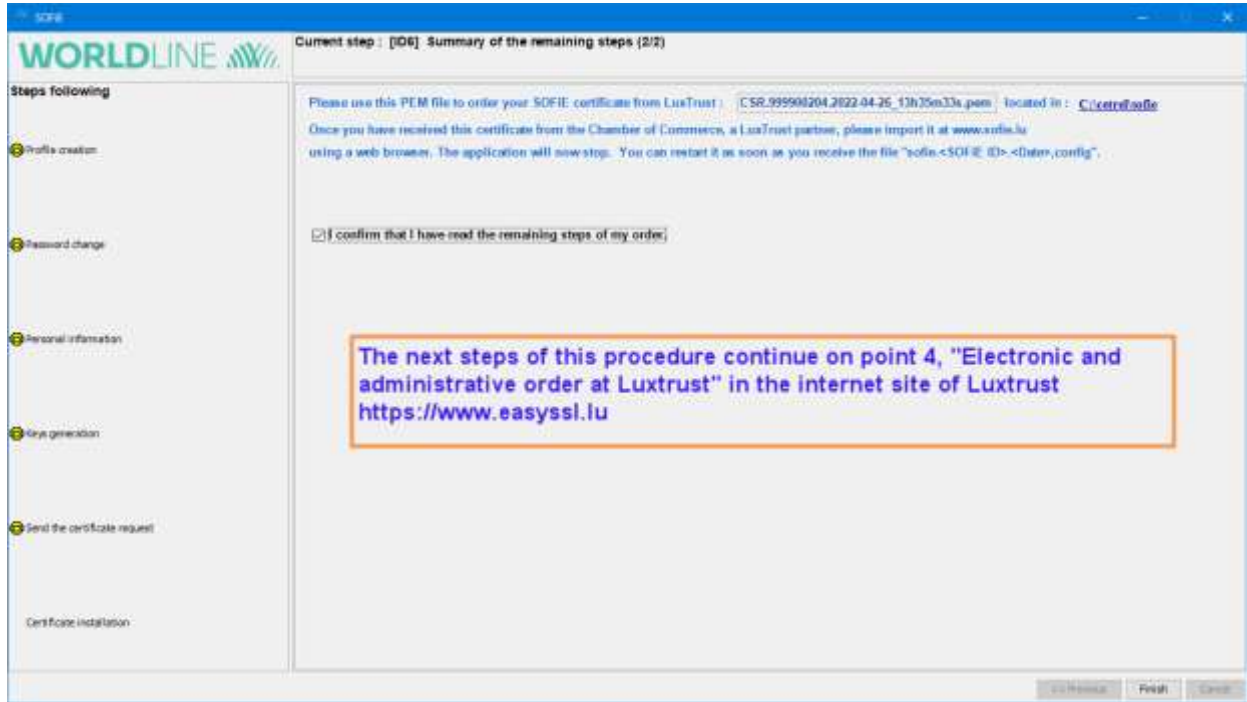 SOFiE
WORLDLINE
Current step : [ID6] Summary of the remaining steps (2/2)
Steps following
Profile creation
Password change
Personal information
Keys generation
Send the certificate request
Certificate installation
Please use this PEM file to order your SOFIE certificate from LuxTrust : CSR.999900204.2022-04-26_13h35m33s.pem located in : C:\cetrel\sofie
Once you have received this certificate from the Chamber of Commerce, a LuxTrust partner, please import it at www.sofie.lu
using a web browser. The application will now stop. You can restart it as soon as you receive the file "sofie.<SOFiE ID>.<Date>.config".
I confirm that I have read the remaining steps of my order.
The next steps of this procedure continue on point 4, "Electronic and
administrative order at Luxtrust" in the internet site of Luxtrust
https://www.easyssl.lu
<< Previous Finish Cancel